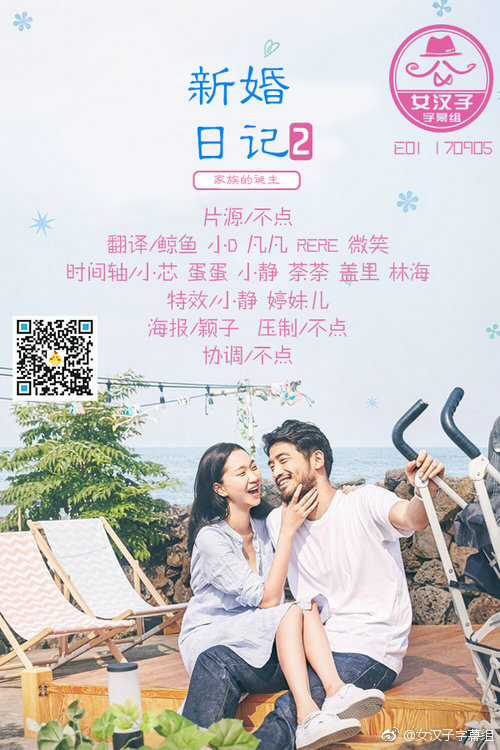 新婚
日记2
女汉子
字幕组
E01 170905
家族的诞生
片源/不点
翻译/鲸鱼 小D 凡凡 RERE 微笑
时间轴/小芯 蛋蛋 小静 荼荼 盖里 林海
特效/小静 婷妹儿
海报/颖子 压制/不点
协调/不点
@女汉子字幕组